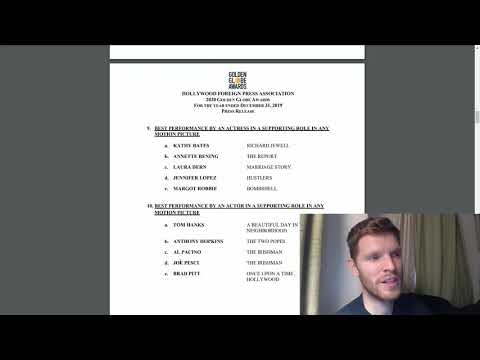 GOLDEN
GLOBE
AWARDS
HOLLYWOOD FOREIGN PRESS ASSOCIATION
2020 GOLDEN GLOBE AWARDS
FOR THE YEAR ENDED DECEMBER 31, 2019
PRESS RELEASE
9. BEST PERFORMANCE BY AN ACTRESS IN A SUPPORTING ROLE IN ANY
MOTION PICTURE
a. KATHY BATES RICHARD JEWELL
b. ANNETTE BENING THE REPORT
c. LAURA DERN MARRIAGE STORY
d. JENNIFER LOPEZ HUSTLERS
e. MARGOT ROBBIE BOMBSHELL
10. BEST PERFORMANCE BY AN ACTOR IN A SUPPORTING ROLE IN ANY
MOTION PICTURE
a. TOM HANKS A BEAUTIFUL DAY IN
NEIGHBORHOOD
b. ANTHONY HOPKINS THE TWO POPES
c. AL PACINO THE IRISHMAN
d. JOE PESCI THE IRISHMAN
e. BRAD PITT ONCE UPON A TIME
HOLLYWOOD